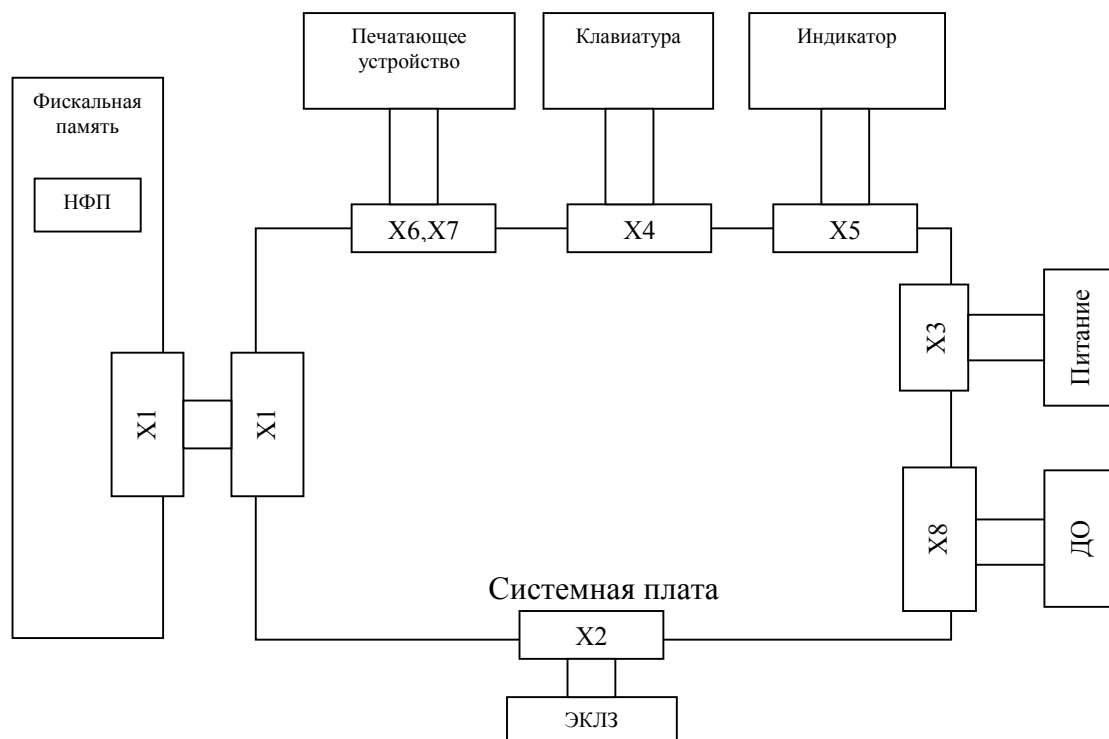 Печатающее
устройство
Клавиатура
Индикатор
Фискальная
память
НФП
X6,X7
X4
X5
X3
Питание
X1
X1
X8
ДО
Системная плата
X2
ЭКЛЗ